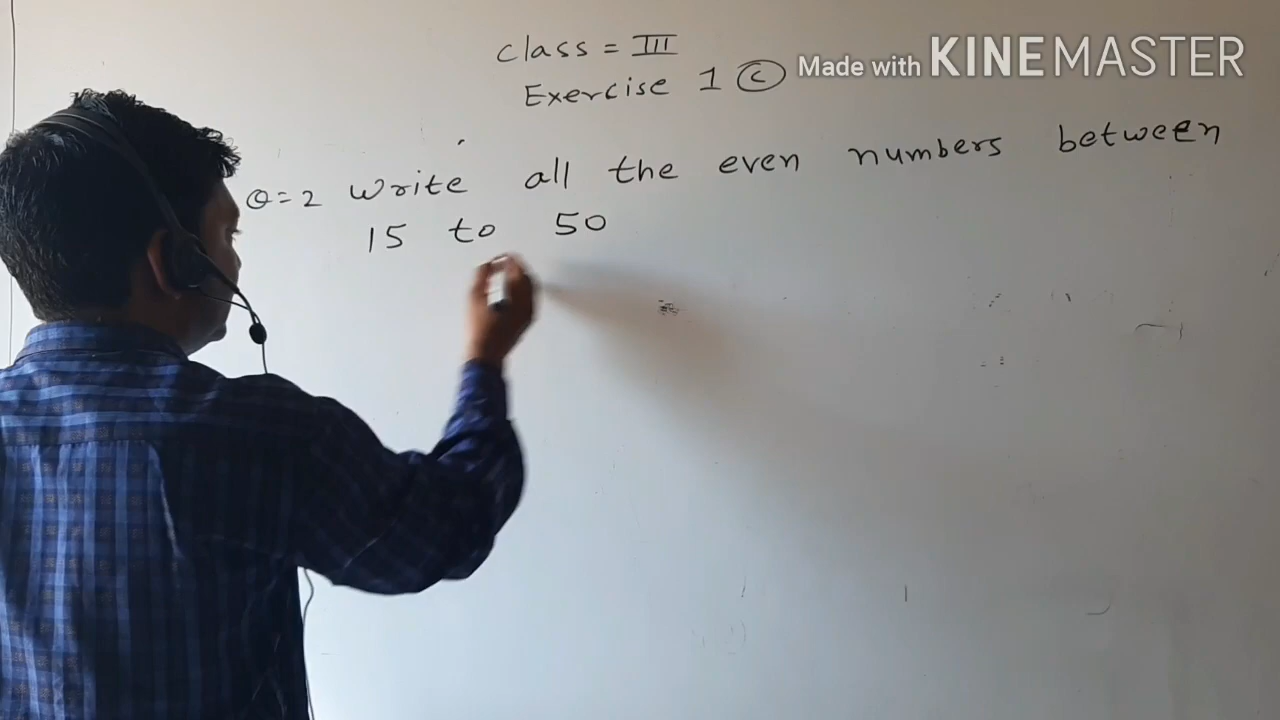 class = III
Exercise 1 (c)
Made with KINEMASTER
Q=2 Write all the even numbers between
15 to 50